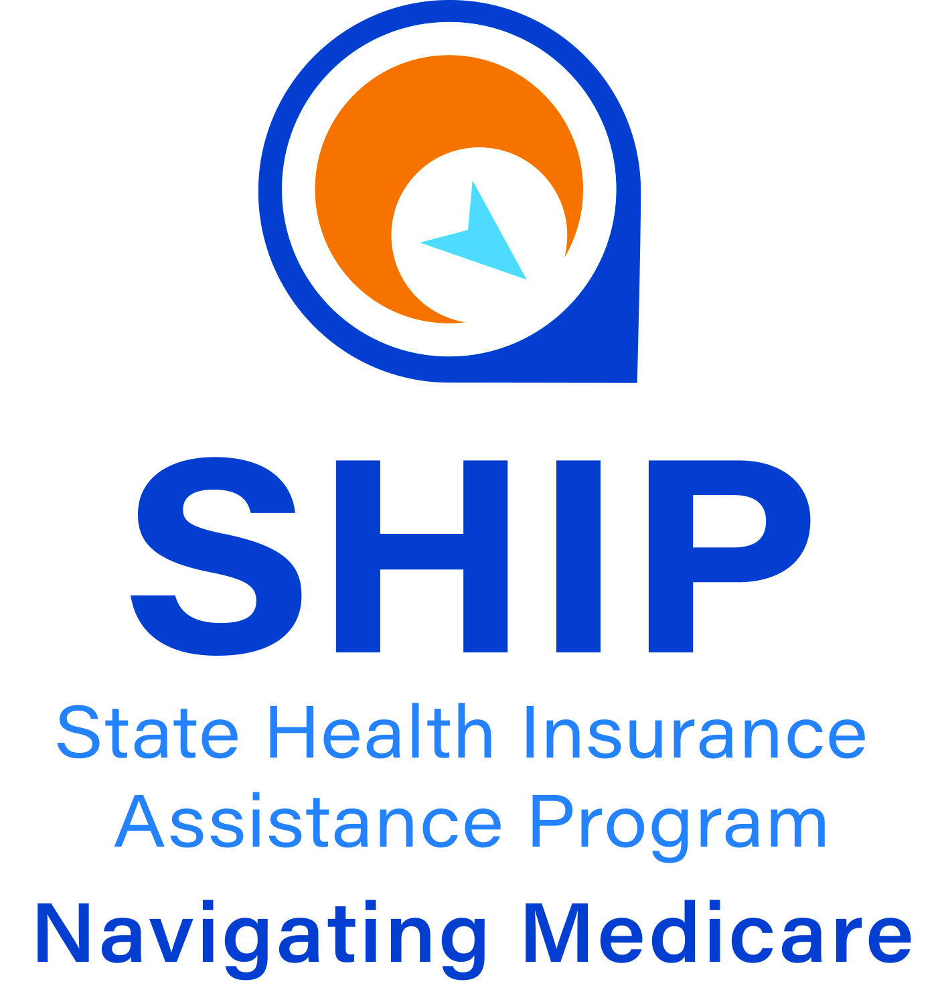 SHIP
State Health Insurance
Assistance Program
Navigating Medicare